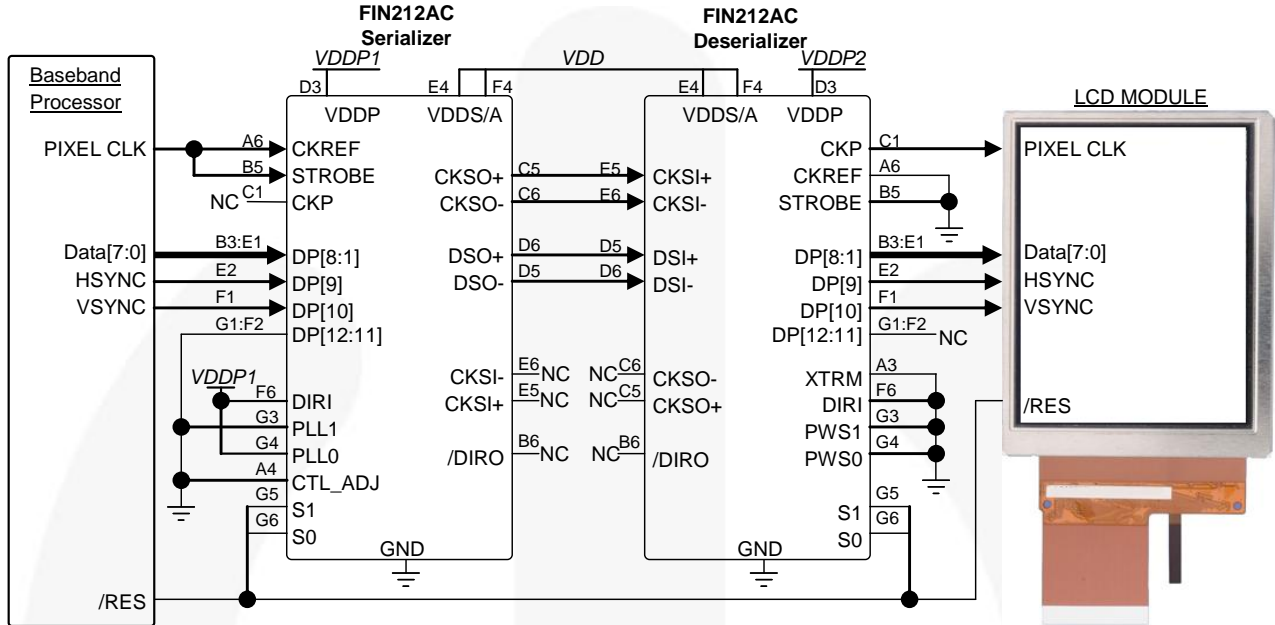 FIN212AC
Serializer
FIN212AC
Deserializer
VDDP1
VDD
VDDP2
D3
E4
F4
E4
F4
D3
Baseband
Processor
LCD MODULE
VDDP
VDDS/A
VDDS/A
VDDP
PIXEL CLK
A6
CKREF
CKP
C1
PIXEL CLK
B5
STROBE
CKSO+
C5
E5
CKSI+
CKREF
A6
NC
C1
CKP
CKSO-
C6
E6
CKSI-
STROBE
B5
Data[7:0]
B3:E1
DP[8:1]
DSO+
D6
D5
DSI+
DP[8:1]
B3:E1
Data[7:0]
HSYNC
E2
DP[9]
DSO-
D5
D6
DSI-
DP[9]
E2
HSYNC
VSYNC
F1
DP[10]
DP[10]
F1
VSYNC
G1:F2
DP[12:11]
DP[12:11]
G1:F2
NC
VDDP1
CKSI-
E6
NC
NC
C6
CKSO-
XTRM
A3
F6
DIRI
CKSI+
E5
NC
NC
C5
CKSO+
DIRI
F6
/RES
G3
PLL1
PWS1
G3
G4
PLL0
/DIRO
B6
NC
NC
B6
/DIRO
PWS0
G4
A4
CTL_ADJ
G5
S1
S1
G5
G6
S0
S0
G6
GND
GND
/RES